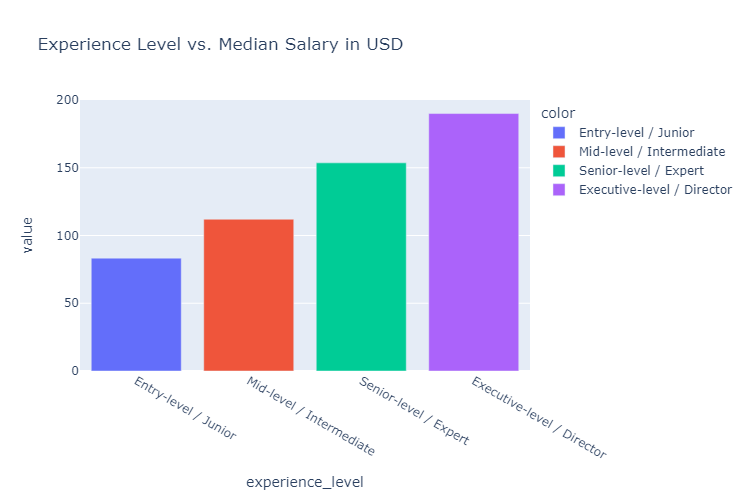 Experience Level vs. Median Salary in USD
200
150
100
50
0
value
Entry-level / Junior
Mid-level / Intermediate
Senior-level / Expert
Executive-level / Director
experience_level
color
Entry-level / Junior
Mid-level / Intermediate
Senior-level / Expert
Executive-level / Director